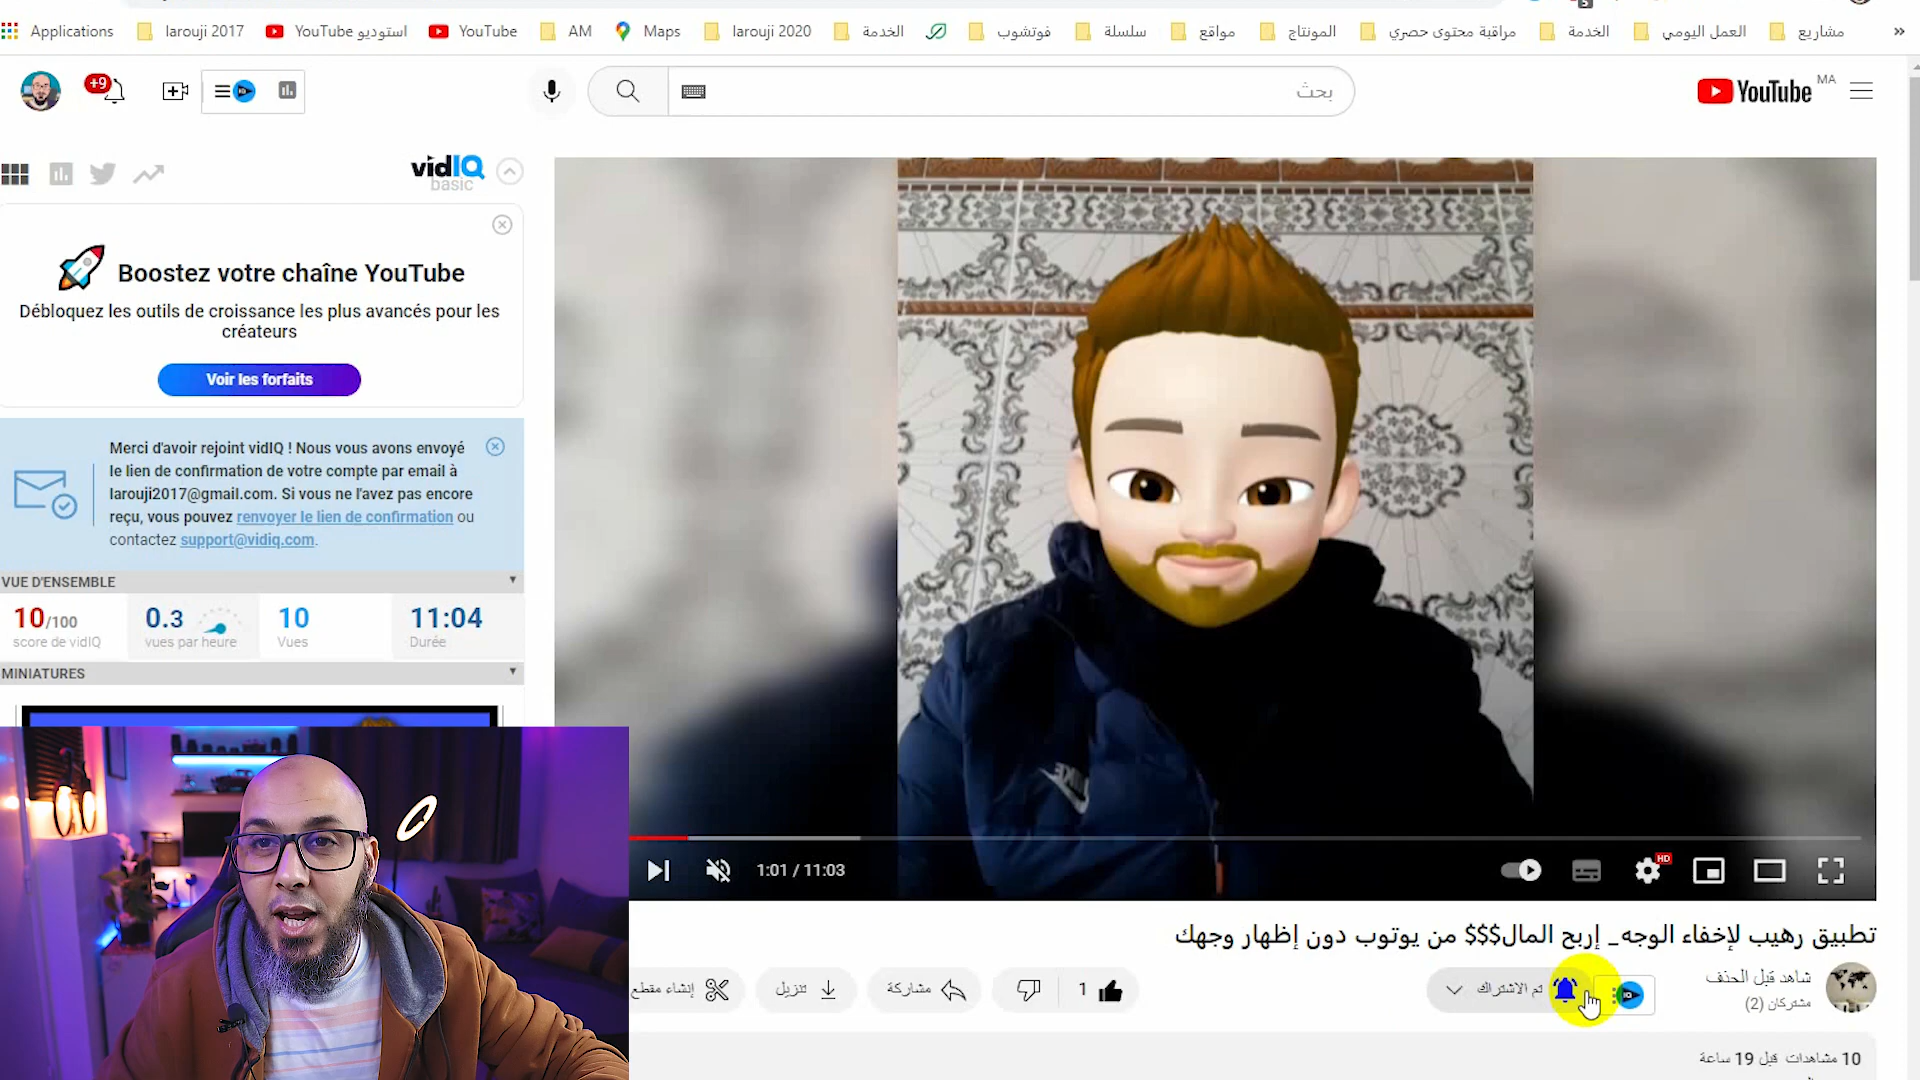 Applications
larouji 2017
YouTube استوديو
YouTube
AM
Maps
larouji 2020
الخدمة
فوتشوب
سلسلة
مواقع
المونتاج
مراقبة محتوى حصري
الخدمة
العمل اليومي
مشاريع
»
+9
بحث
YouTube MA
vidIQ
basic
Boostez votre chaîne YouTube
Débloquez les outils de croissance les plus avancés pour les
créateurs
Voir les forfaits
Merci d'avoir rejoint vidIQ ! Nous vous avons envoyé
le lien de confirmation de votre compte par email à
larouji2017@gmail.com. Si vous ne l'avez pas encore
reçu, vous pouvez renvoyer le lien de confirmation ou
contactez support@vidiq.com.
VUE D'ENSEMBLE
10/100
score de vidIQ
0.3
vues par heure
10
Vues
11:04
Durée
MINIATURES
NIKE
1:01 / 11:03
HD
تطبيق رهيب لإخفاء الوجه_ إربح المال$$$ من يوتوب دون إظهار وجهك
شاهد قبل الحذف
مشتركان (2)
تم الاشتراك
1
مشاركة
تنزيل
إنشاء مقطع
10 مشاهدات قبل 19 ساعة